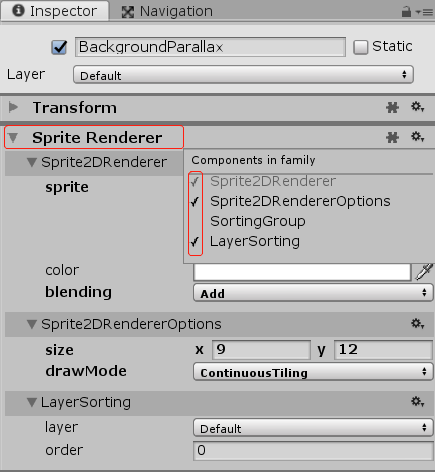 Inspector Navigation
BackgroundParallax Static
Layer Default
Transform
Sprite Renderer
Sprite2DRenderer
Components in family
sprite
Sprite2DRenderer
Sprite2DRendererOptions
SortingGroup
LayerSorting
color
blending Add
Sprite2DRendererOptions
size x 9 y 12
drawMode ContinuousTiling
LayerSorting
layer Default
order 0